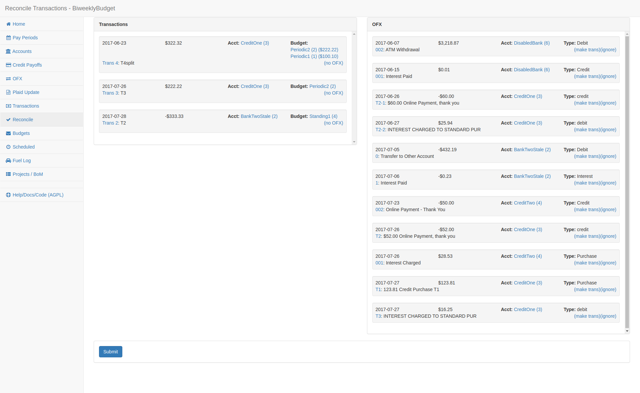 Reconcile Transactions - BiweeklyBudget
Home
Pay Periods
Accounts
Credit Payoffs
OFX
Plaid Update
Transactions
Reconcile
Budgets
Scheduled
Fuel Log
Projects / BoM
Help/Docs/Code (AGPL)
Transactions
2017-06-23 $322.32 Acct: CreditOne (3) Budget:
Periodic2 (2) ($222.22)
Periodic1 (1) ($100.10)
Trans 4: T4split (no OFX)
2017-07-26 $222.22 Acct: CreditOne (3) Budget: Periodic2 (2)
Trans 3: T3 (no OFX)
2017-07-26 -$333.33 Acct: BankTwoStale (2) Budget: Standing1 (4)
Trans 2: T2 (no OFX)
OFX
2017-06-07 $3,218.87 Acct: DisabledBank (6) Type: Debit
002: ATM Withdrawal (make trans)(ignore)
2017-06-15 $0.01 Acct: DisabledBank (6) Type: Credit
001: Interest Paid (make trans)(ignore)
2017-06-26 -$60.00 Acct: CreditOne (3) Type: credit
T2-1: $60.00 Online Payment, thank you (make trans)(ignore)
2017-06-27 $25.94 Acct: CreditOne (3) Type: debit
T2-2: INTEREST CHARGED TO STANDARD PUR (make trans)(ignore)
2017-07-05 -$432.19 Acct: BankTwoStale (2) Type: Debit
0: Transfer to Other Account (make trans)(ignore)
2017-07-06 -$0.23 Acct: BankTwoStale (2) Type: Interest
1: Interest Paid (make trans)(ignore)
2017-07-23 -$50.00 Acct: CreditTwo (4) Type: Credit
002: Online Payment - Thank You (make trans)(ignore)
2017-07-26 -$52.00 Acct: CreditOne (3) Type: credit
T2: $52.00 Online Payment, thank you (make trans)(ignore)
2017-07-26 $28.53 Acct: CreditTwo (4) Type: Purchase
001: Interest Charged (make trans)(ignore)
2017-07-27 $123.81 Acct: CreditOne (3) Type: Purchase
T1: 123.81 Credit Purchase T1 (make trans)(ignore)
2017-07-27 $16.25 Acct: CreditOne (3) Type: debit
T3: INTEREST CHARGED TO STANDARD PUR (make trans)(ignore)
Submit